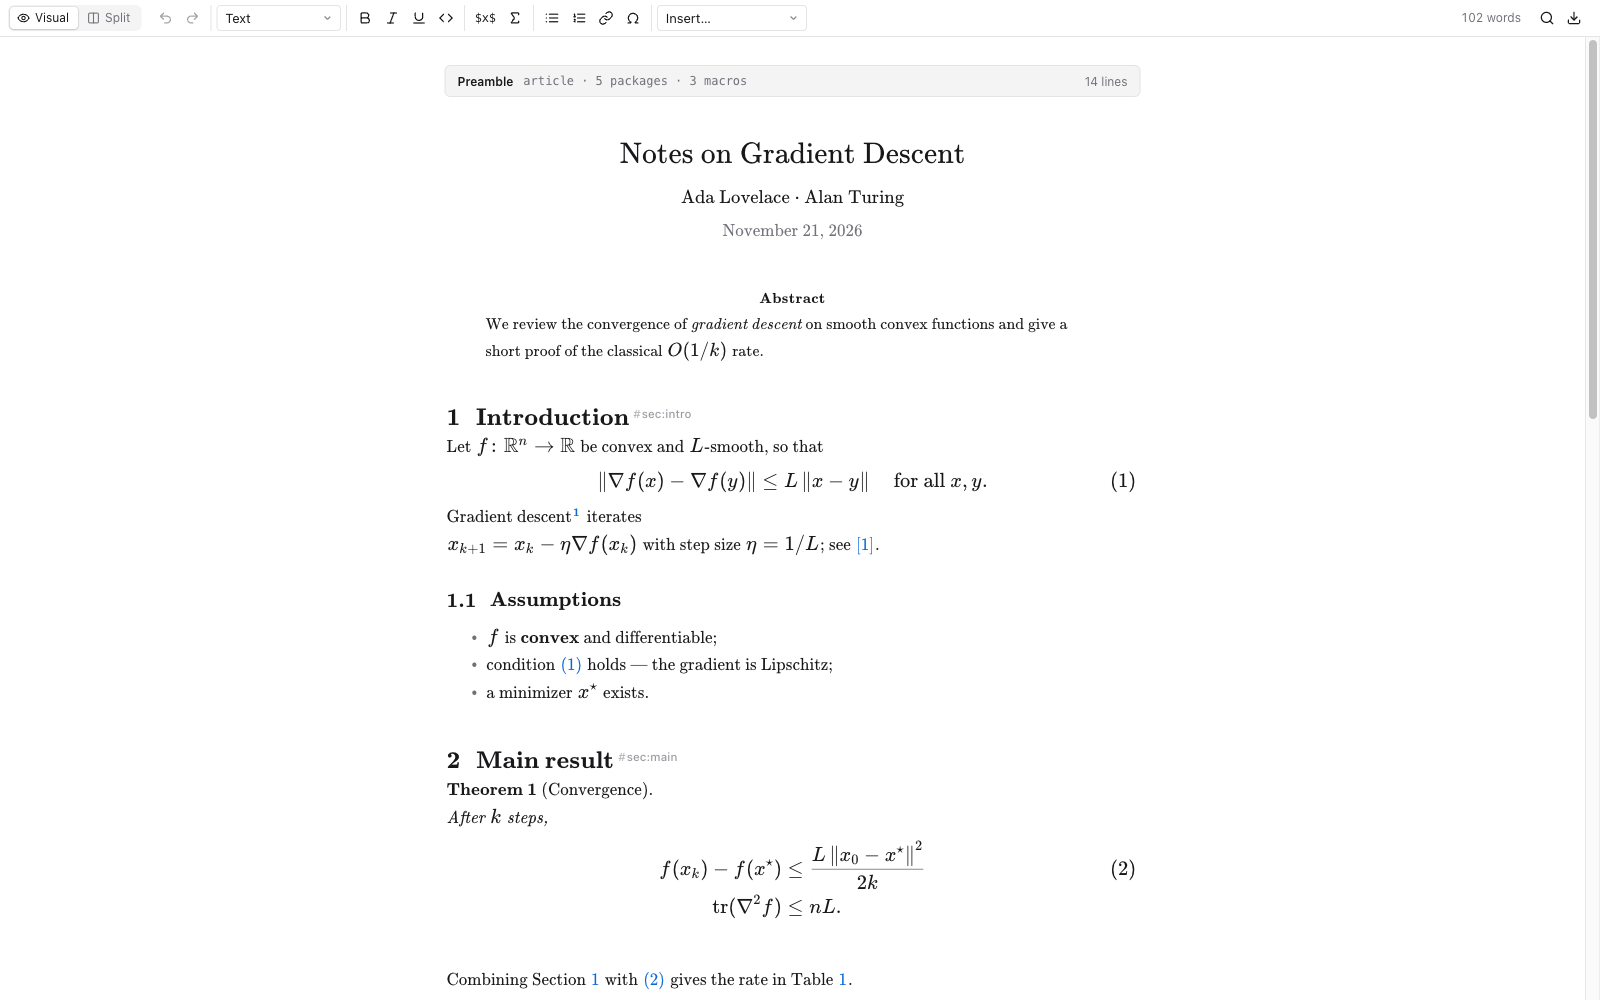 Visual Split Text B I U <> $x$ Σ Ω Insert... 102 words
Preamble article · 5 packages · 3 macros 14 lines
Notes on Gradient Descent
Ada Lovelace · Alan Turing
November 21, 2026
Abstract
We review the convergence of gradient descent on smooth convex functions and give a
short proof of the classical O(1/k) rate.
1 Introduction #sec:intro
Let f: ℝⁿ → ℝ be convex and L-smooth, so that
‖∇f(x) − ∇f(y)‖ ≤ L ‖x − y‖ for all x, y. (1)
Gradient descent¹ iterates
x_{k+1} = x_k − η∇f(x_k) with step size η = 1/L; see [1].
1.1 Assumptions
• f is convex and differentiable;
• condition (1) holds — the gradient is Lipschitz;
• a minimizer x⋆ exists.
2 Main result #sec:main
Theorem 1 (Convergence).
After k steps,
f(x_k) − f(x⋆) ≤ L ‖x_0 − x⋆‖² / 2k (2)
tr(∇²f) ≤ nL.
Combining Section 1 with (2) gives the rate in Table 1.